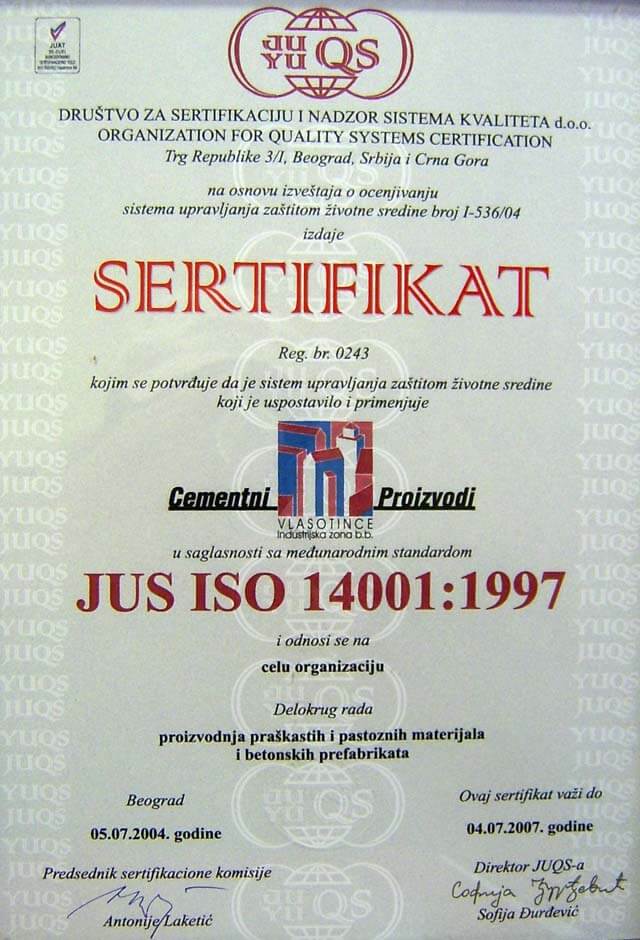 JUAT
JU YU QS
DRUŠTVO ZA SERTIFIKACIJU I NADZOR SISTEMA KVALITETA d.o.o.
ORGANIZATION FOR QUALITY SYSTEMS CERTIFICATION
Trg Republike 3/I, Beograd, Srbija i Crna Gora
na osnovu izveštaja o ocenjivanju
sistema upravljanja zaštitom životne sredine broj I-536/04
izdaje
SERTIFIKAT
Reg. br. 0243
kojim se potvrđuje da je sistem upravljanja zaštitom životne sredine
koji je uspostavilo i primenjuje
Cementni Proizvodi
VLASOTINCE
Industrijska zona b.b.
u saglasnosti sa međunarodnim standardom
JUS ISO 14001:1997
i odnosi se na
celu organizaciju
Delokrug rada
proizvodnja praškastih i pastoznih materijala
i betonskih prefabrikata
Beograd
05.07.2004. godine
Ovaj sertifikat važi do
04.07.2007. godine
Predsednik sertifikacione komisije
Antonije Laketić
Direktor JUQS-a
Sofija Đurđević